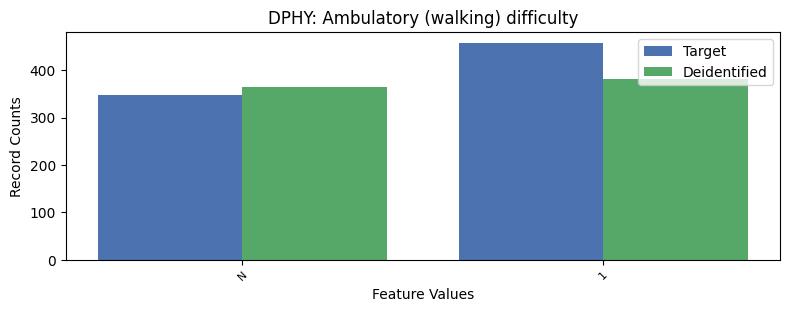 DPHY: Ambulatory (walking) difficulty
Target
Deidentified
Record Counts
400
300
200
100
0
N
1
Feature Values